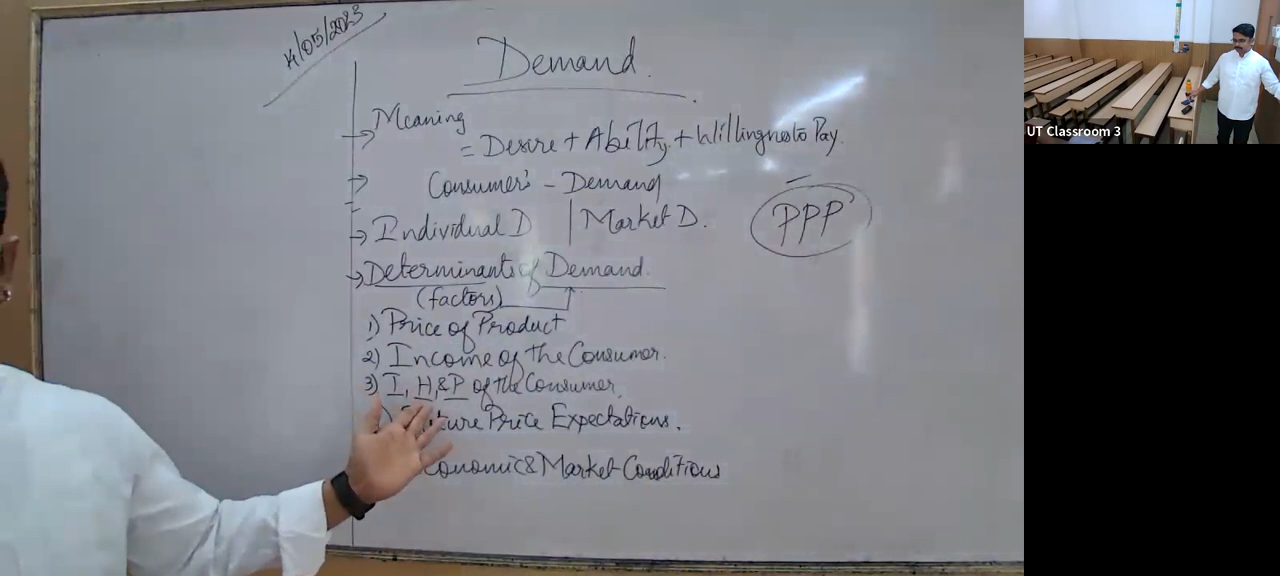 14/05/2023
Demand.
→ Meaning
= Desire + Ability + Willingness to Pay.
→ Consumer's - Demand
→ Individual D | Market D.
PPP
→ Determinants of Demand.
(factors)
1) Price of Product
2) Income of the Consumer.
3) I, H, & P of the Consumer.
Price Expectations.
& Market Conditions
UT Classroom 3